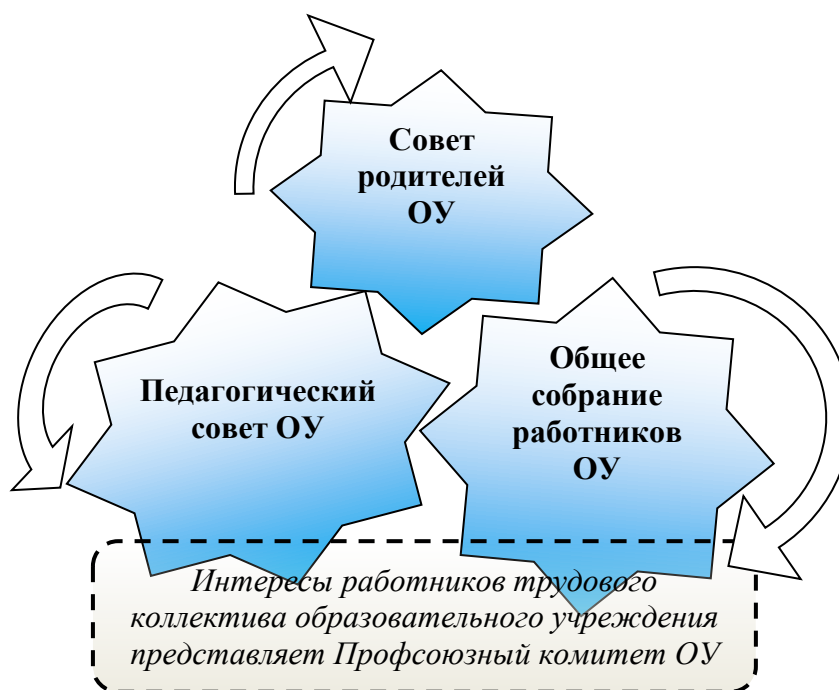 Совет
родителей
ОУ
Педагогический
совет ОУ
Общее
собрание
работников
ОУ
Интересы работников трудового
коллектива образовательного учреждения
представляет Профсоюзный комитет ОУ